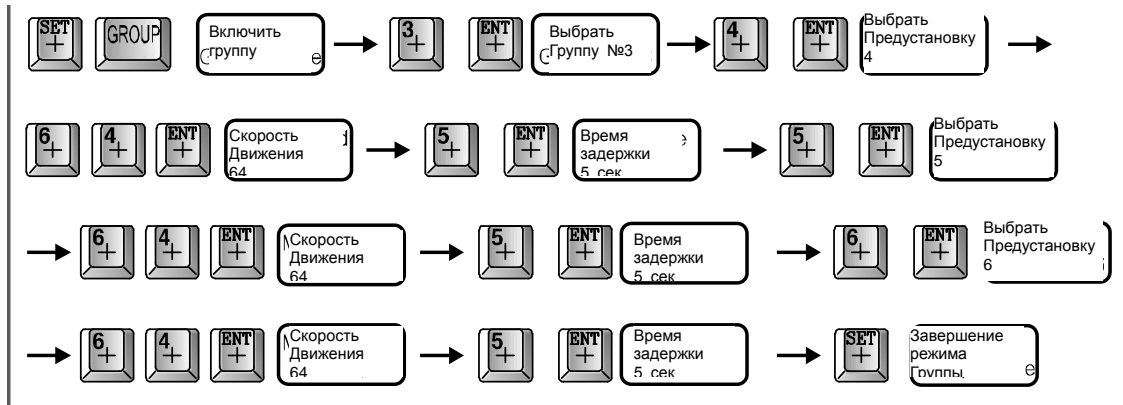 SET + GROUP Включить группу e 3 + ENT + Выбрать Группу №3 4 + ENT + Выбрать Предустановку 4
6 + 4 + ENT + Скорость Движения 64 5 + ENT + Время задержки 5 сек 5 + ENT + Выбрать Предустановку 5
6 + 4 + ENT + Скорость Движения 64 5 + ENT + Время задержки 5 сек 6 + ENT + Выбрать Предустановку 6
6 + 4 + ENT + Скорость Движения 64 5 + ENT + Время задержки 5 сек SET + Завершение режима Группы e